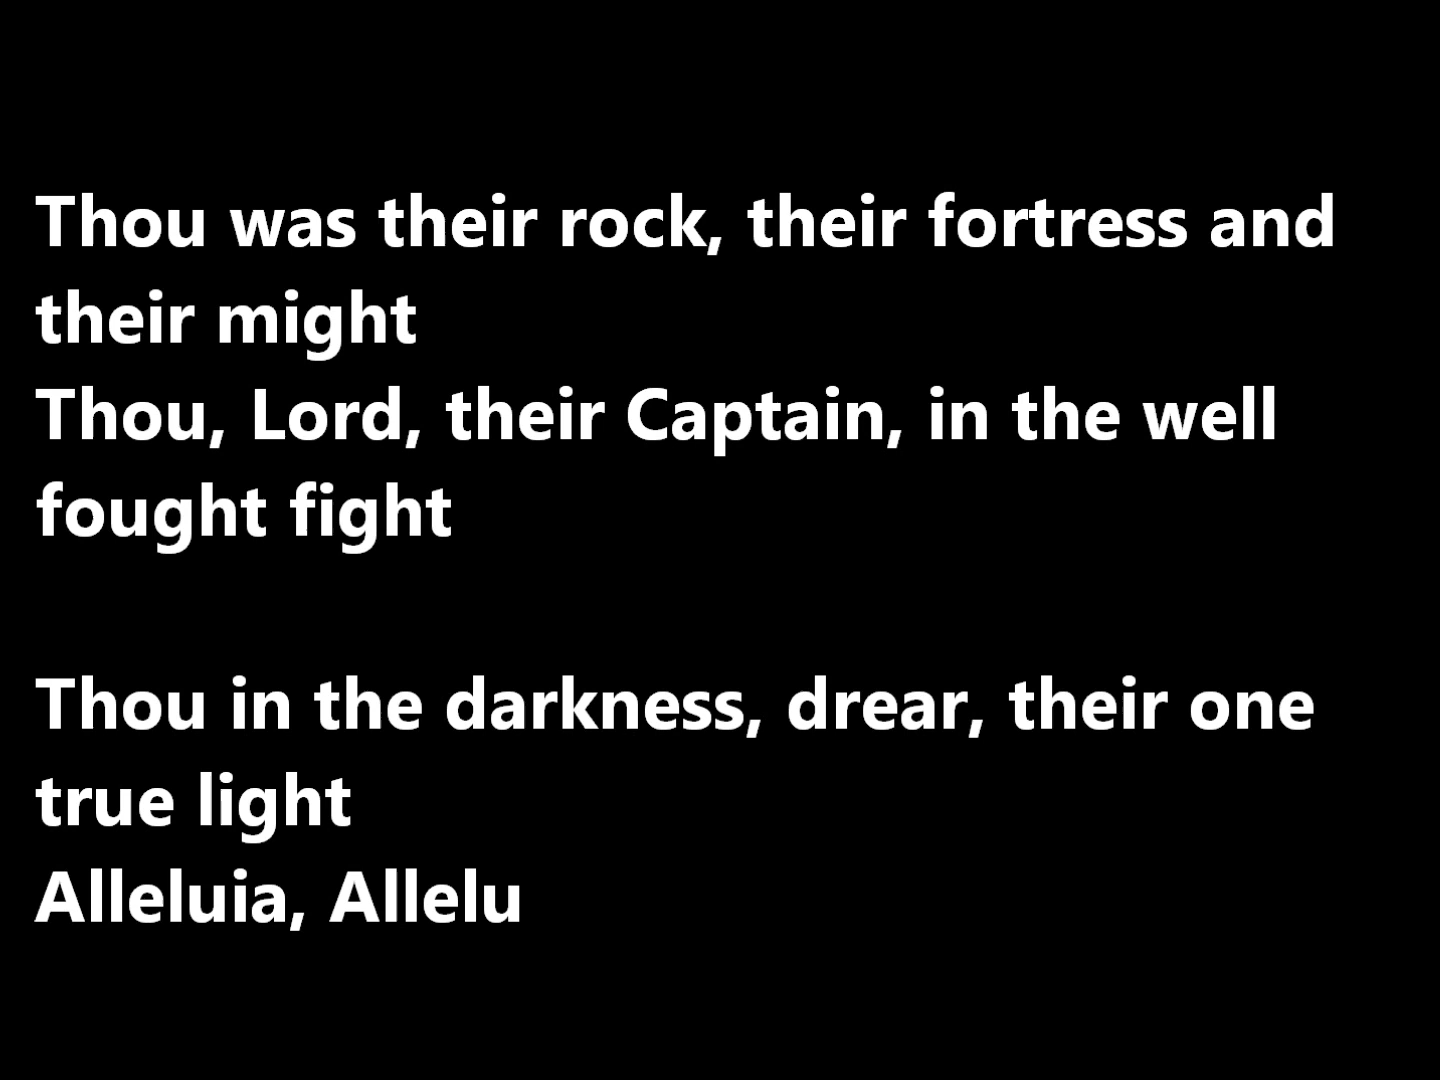 Thou was their rock, their fortress and
their might
Thou, Lord, their Captain, in the well
fought fight
Thou in the darkness, drear, their one
true light
Alleluia, Allelu